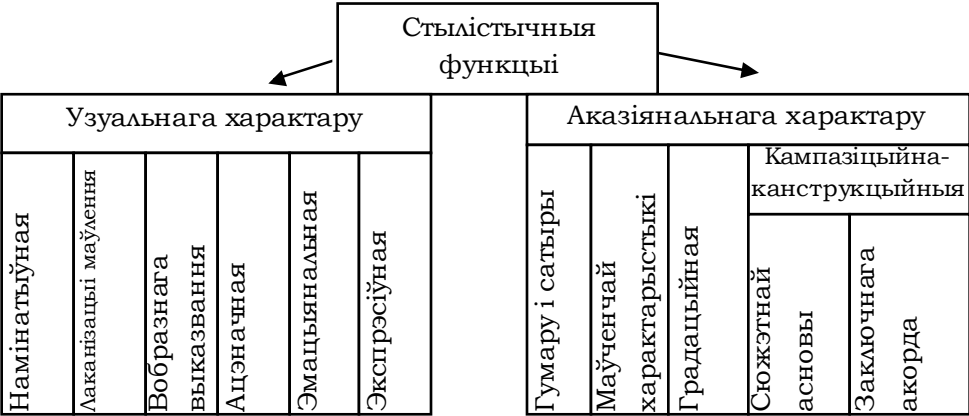 Стылістычныя
функцыі
Узуальнага характару
Аказіянальнага характару
Намінатыўная
Лаканізацыі маўлення
Вобразнага
выказвання
Ацэначная
Эмацыянальная
Экспрэсіўная
Гумару і сатыры
Маўченчай
характарыстыкі
Градацыйная
Кампазіцыйна-
канструкцыйныя
Сюжэтнай
асновы
Заключнага
акорда